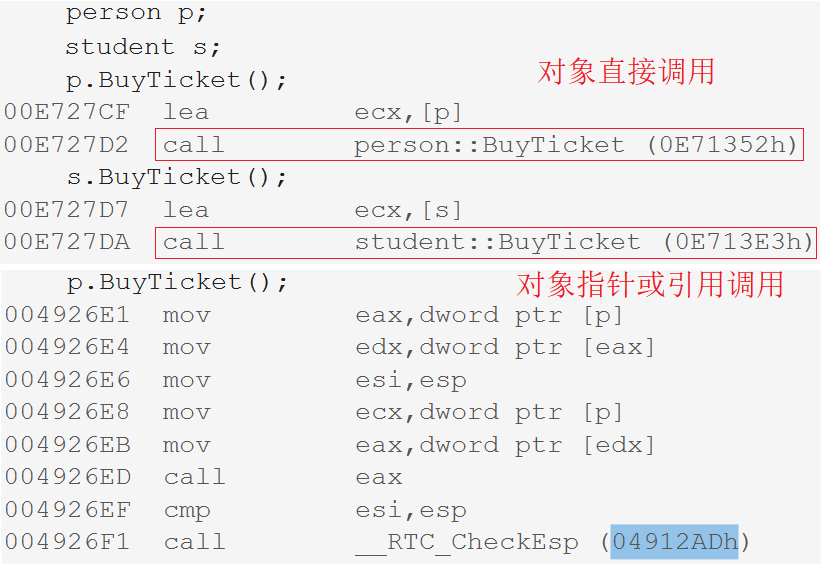 person p;
student s;
p.BuyTicket();
对象直接调用
00E727CF lea ecx,[p]
00E727D2 call person::BuyTicket (0E71352h)
s.BuyTicket();
00E727D7 lea ecx,[s]
00E727DA call student::BuyTicket (0E713E3h)
p.BuyTicket();
对象指针或引用调用
004926E1 mov eax,dword ptr [p]
004926E4 mov edx,dword ptr [eax]
004926E6 mov esi,esp
004926E8 mov ecx,dword ptr [p]
004926EB mov eax,dword ptr [edx]
004926ED call eax
004926EF cmp esi,esp
004926F1 call __RTC_CheckEsp (04912ADh)